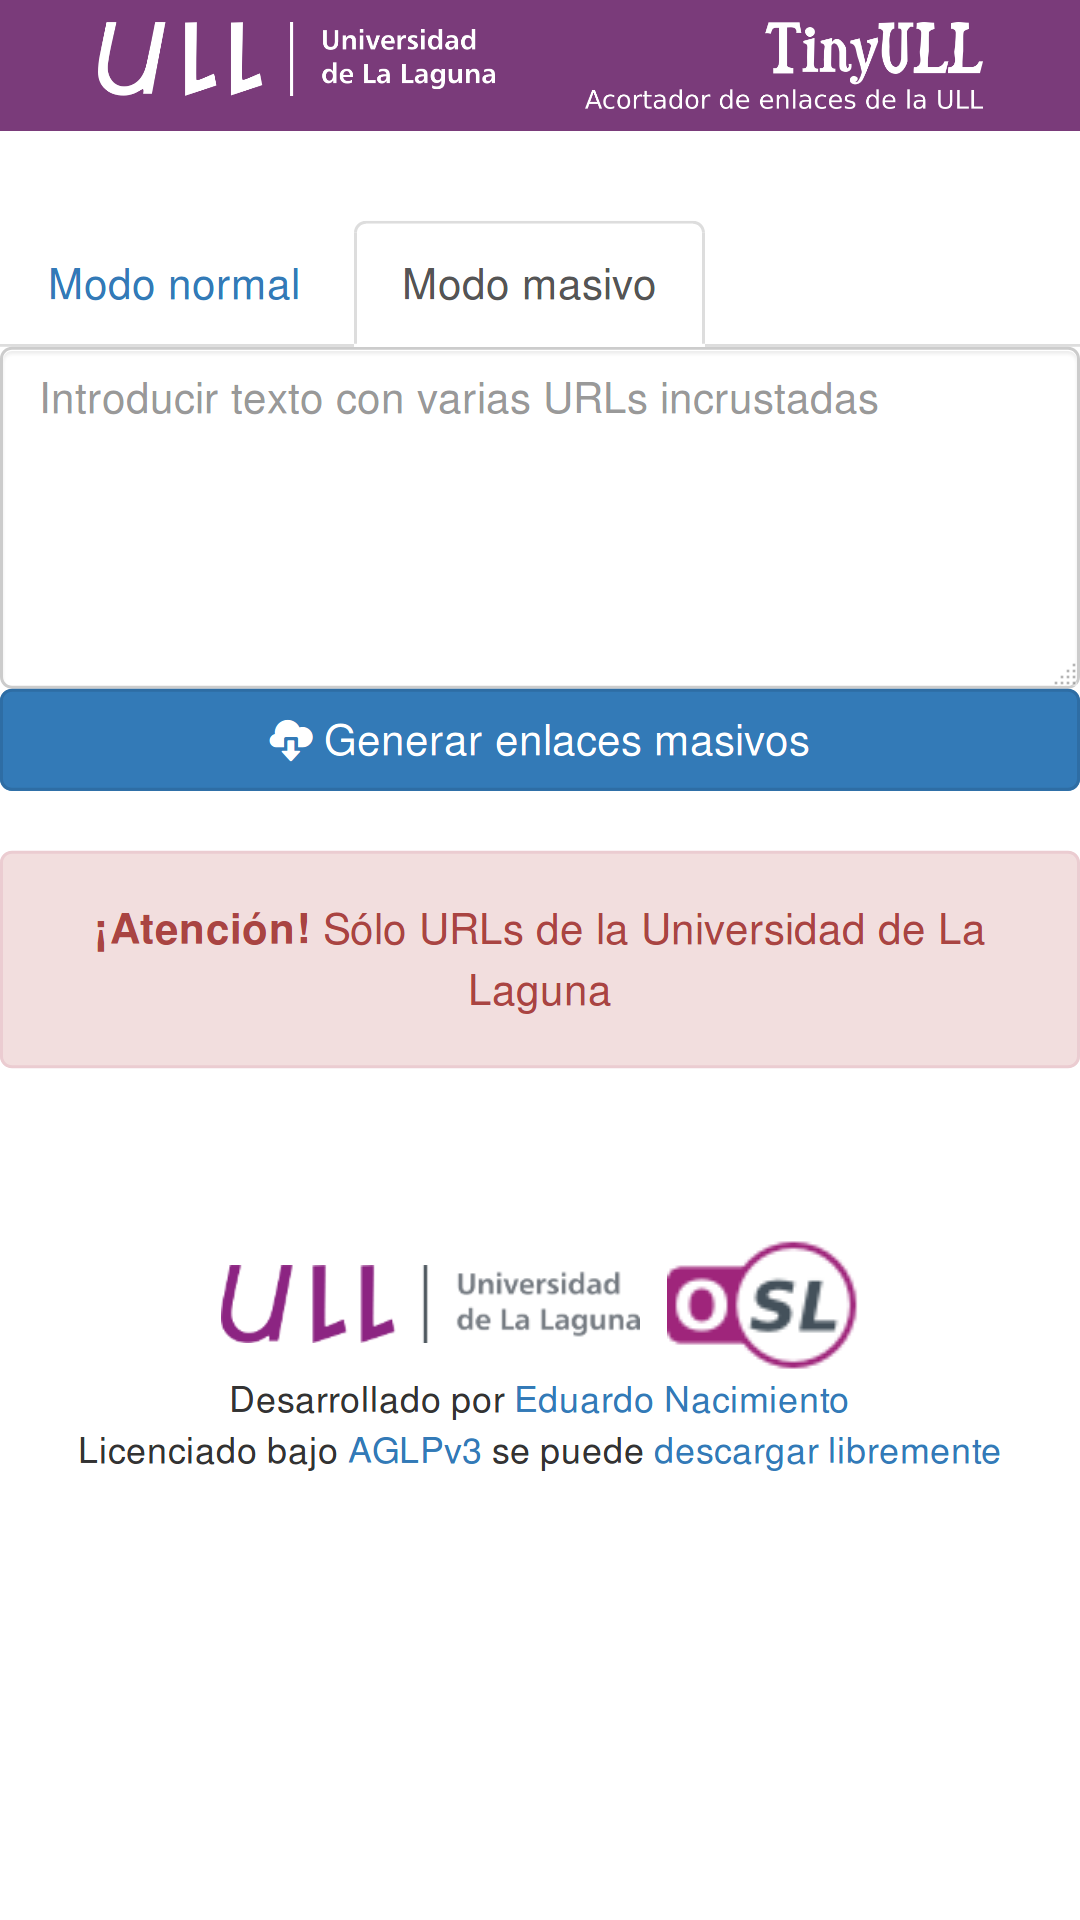 ULL Universidad
de La Laguna
TinyULL
Acortador de enlaces de la ULL
Modo normal
Modo masivo
Introducir texto con varias URLs incrustadas
Generar enlaces masivos
¡Atención! Sólo URLs de la Universidad de La
Laguna
ULL Universidad
de La Laguna
OSL
Desarrollado por Eduardo Nacimiento
Licenciado bajo AGLPv3 se puede descargar libremente